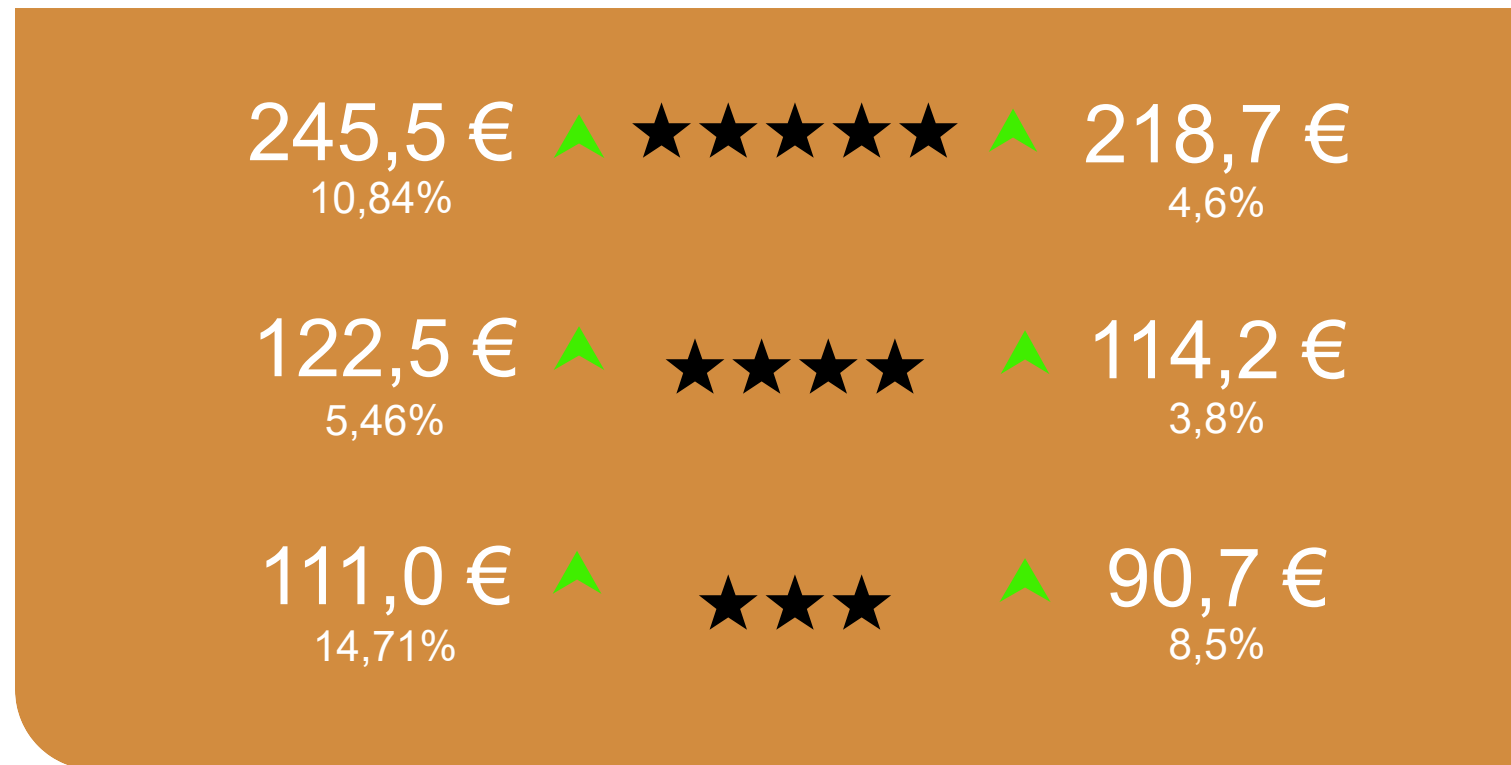 245,5 € ★★★★★ 218,7 €
10,84% 4,6%
122,5 € ★★★★ 114,2 €
5,46% 3,8%
111,0 € ★★★ 90,7 €
14,71% 8,5%